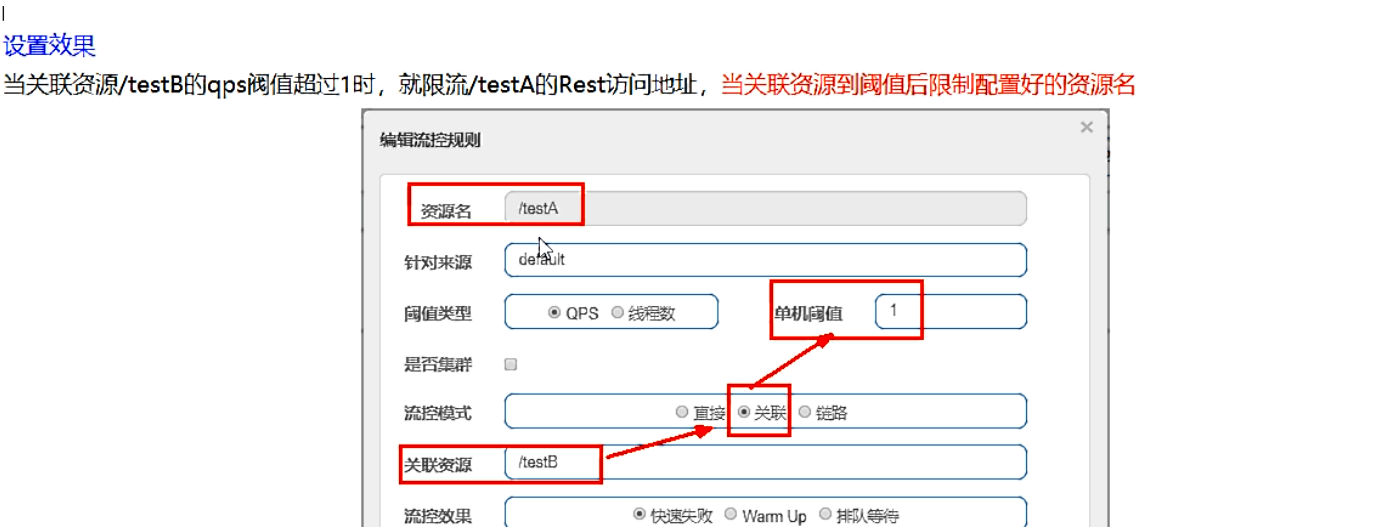 设置效果
当关联资源/testB的qps阀值超过1时，就限流/testA的Rest访问地址，当关联资源到阈值后限制配置好的资源名
编辑流控规则 ×
资源名 /testA
针对来源 default
阈值类型 QPS 线程数 单机阈值 1
是否集群
流控模式 直接 关联 链路
关联资源 /testB
流控效果 快速失败 Warm Up 排队等待